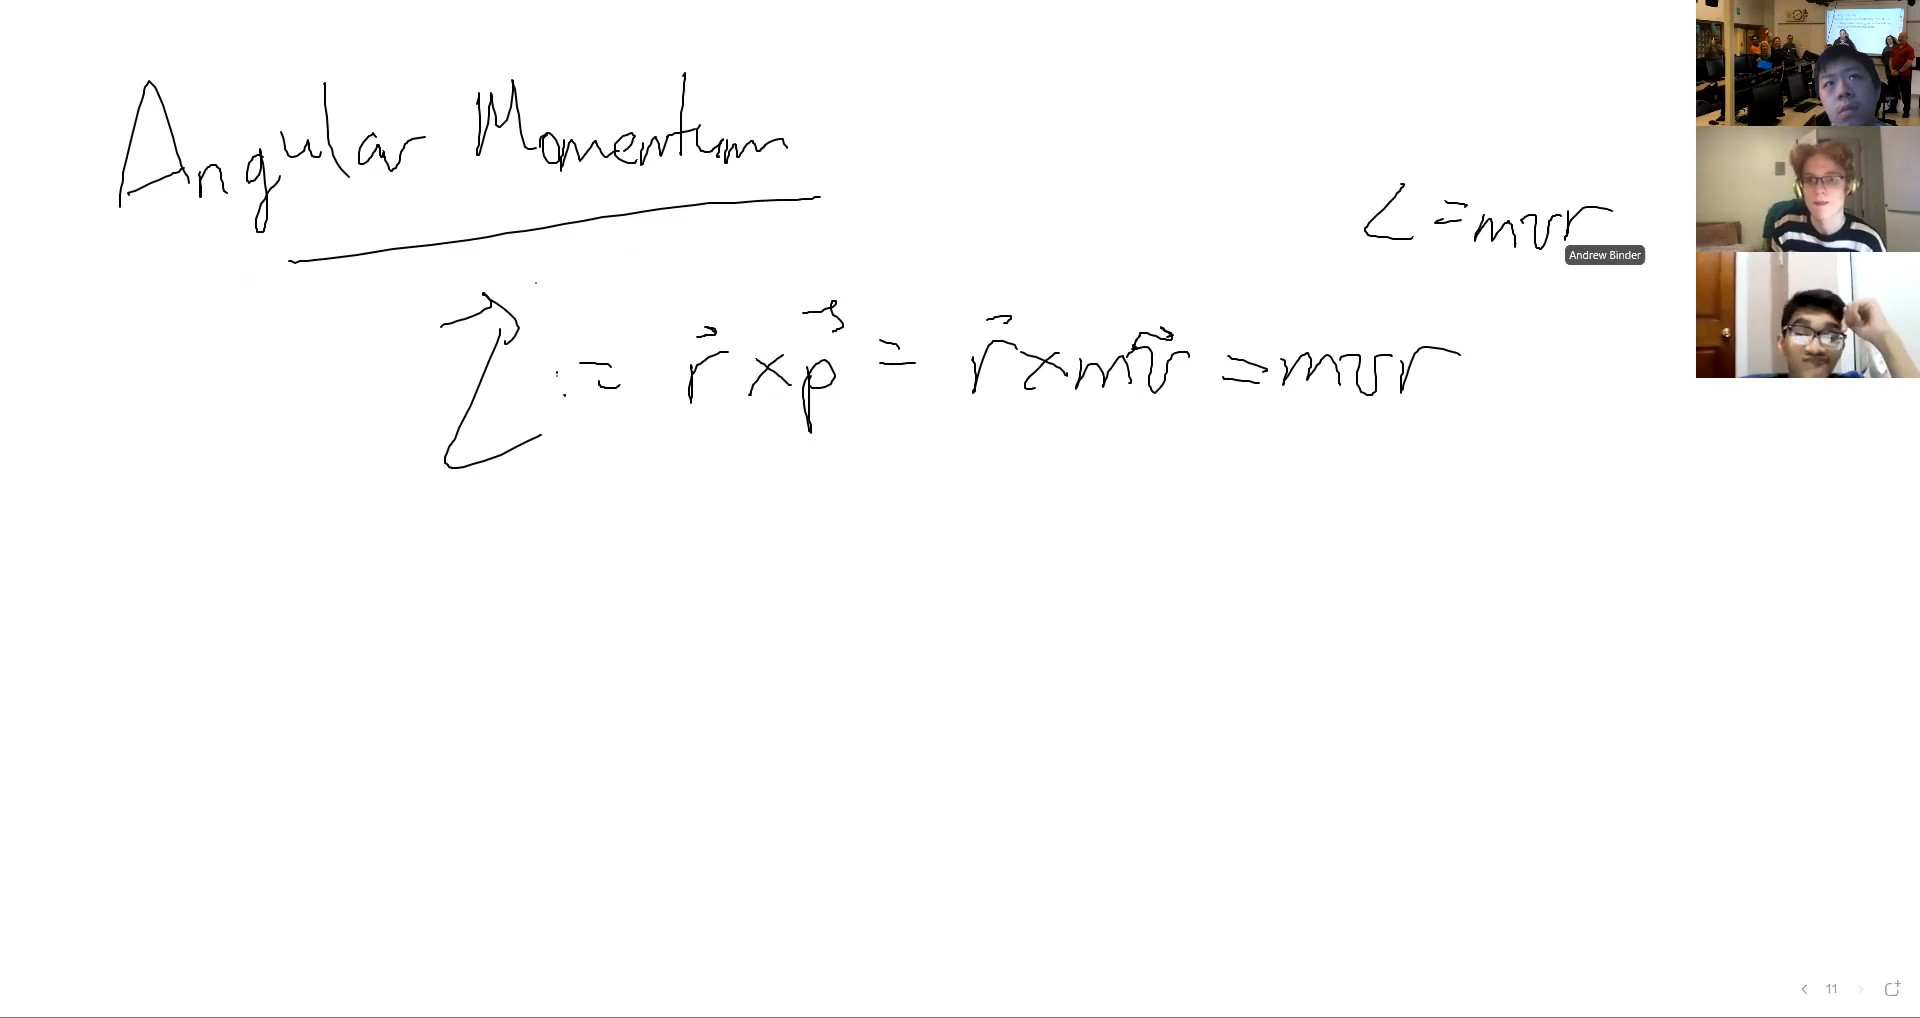 Angular Momentum
L = mvr
Andrew Binder
L⃗ := r⃗ × p⃗ = r⃗ × mv⃗ = mvr
11